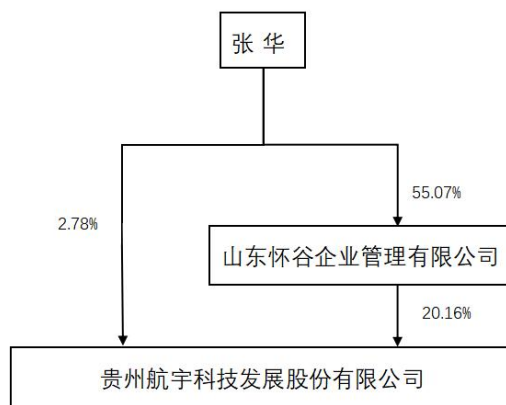 张 华
55.07%
2.78%
山东怀谷企业管理有限公司
20.16%
贵州航宇科技发展股份有限公司